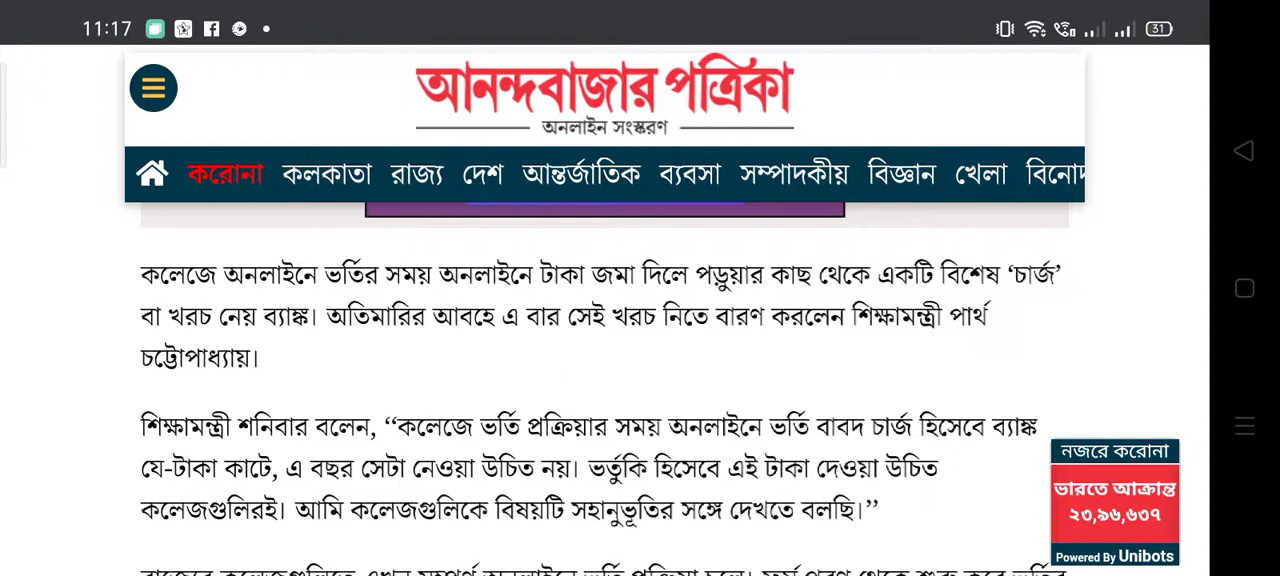 11:17
31
আনন্দবাজার পত্রিকা
অনলাইন সংস্করণ
করোনা কলকাতা রাজ্য দেশ আন্তর্জাতিক ব্যবসা সম্পাদকীয় বিজ্ঞান খেলা বিনোদ
কলেজে অনলাইনে ভর্তির সময় অনলাইনে টাকা জমা দিলে পড়ুয়ার কাছ থেকে একটি বিশেষ ‘চার্জ’
বা খরচ নেয় ব্যাঙ্ক। অতিমারির আবহে এ বার সেই খরচ নিতে বারণ করলেন শিক্ষামন্ত্রী পার্থ
চট্টোপাধ্যায়।
শিক্ষামন্ত্রী শনিবার বলেন, ‘‘কলেজে ভর্তি প্রক্রিয়ার সময় অনলাইনে ভর্তি বাবদ চার্জ হিসেবে ব্যাঙ্ক
যে-টাকা কাটে, এ বছর সেটা নেওয়া উচিত নয়। ভর্তুকি হিসেবে এই টাকা দেওয়া উচিত
কলেজগুলিরই। আমি কলেজগুলিকে বিষয়টি সহানুভূতির সঙ্গে দেখতে বলছি।’’
নজরে করোনা
ভারতে আক্রান্ত
২৩,৯৬,৬৩৭
Powered By Unibots